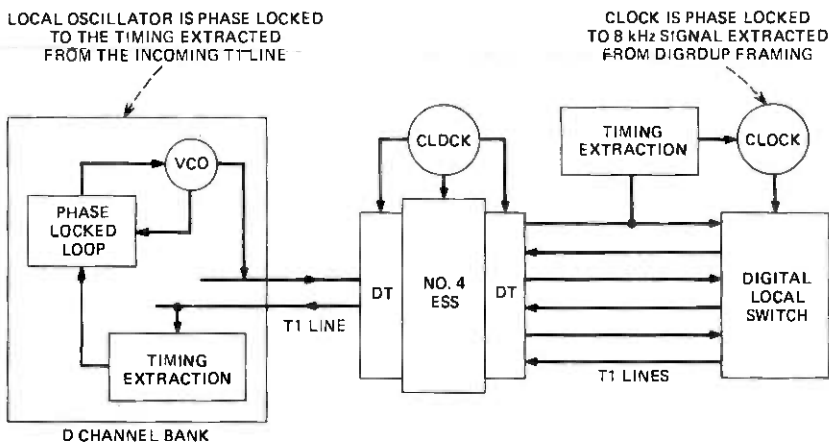 LOCAL OSCILLATOR IS PHASE LOCKED
TO THE TIMING EXTRACTED
FROM THE INCOMING T1 LINE
CLOCK IS PHASE LOCKED
TO 8 kHz SIGNAL EXTRACTED
FROM DIGRDUP FRAMING
VCO
PHASE
LOCKED
LOOP
TIMING
EXTRACTION
D CHANNEL BANK
T1 LINE
CLDCK
DT
NO. 4
ESS
DT
TIMING
EXTRACTION
CLOCK
DIGITAL
LOCAL
SWITCH
T1 LINES